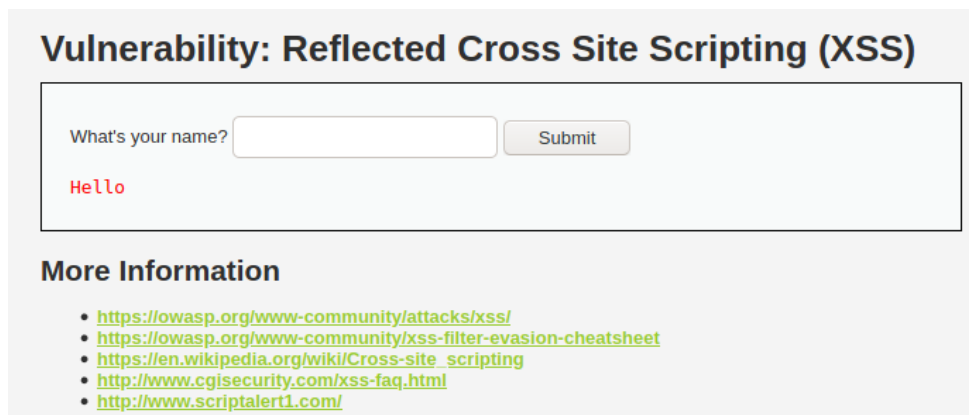 Vulnerability: Reflected Cross Site Scripting (XSS)
What's your name? Submit
Hello
More Information
https://owasp.org/www-community/attacks/xss/
https://owasp.org/www-community/xss-filter-evasion-cheatsheet
https://en.wikipedia.org/wiki/Cross-site_scripting
http://www.cgisecurity.com/xss-faq.html
http://www.scriptalert1.com/